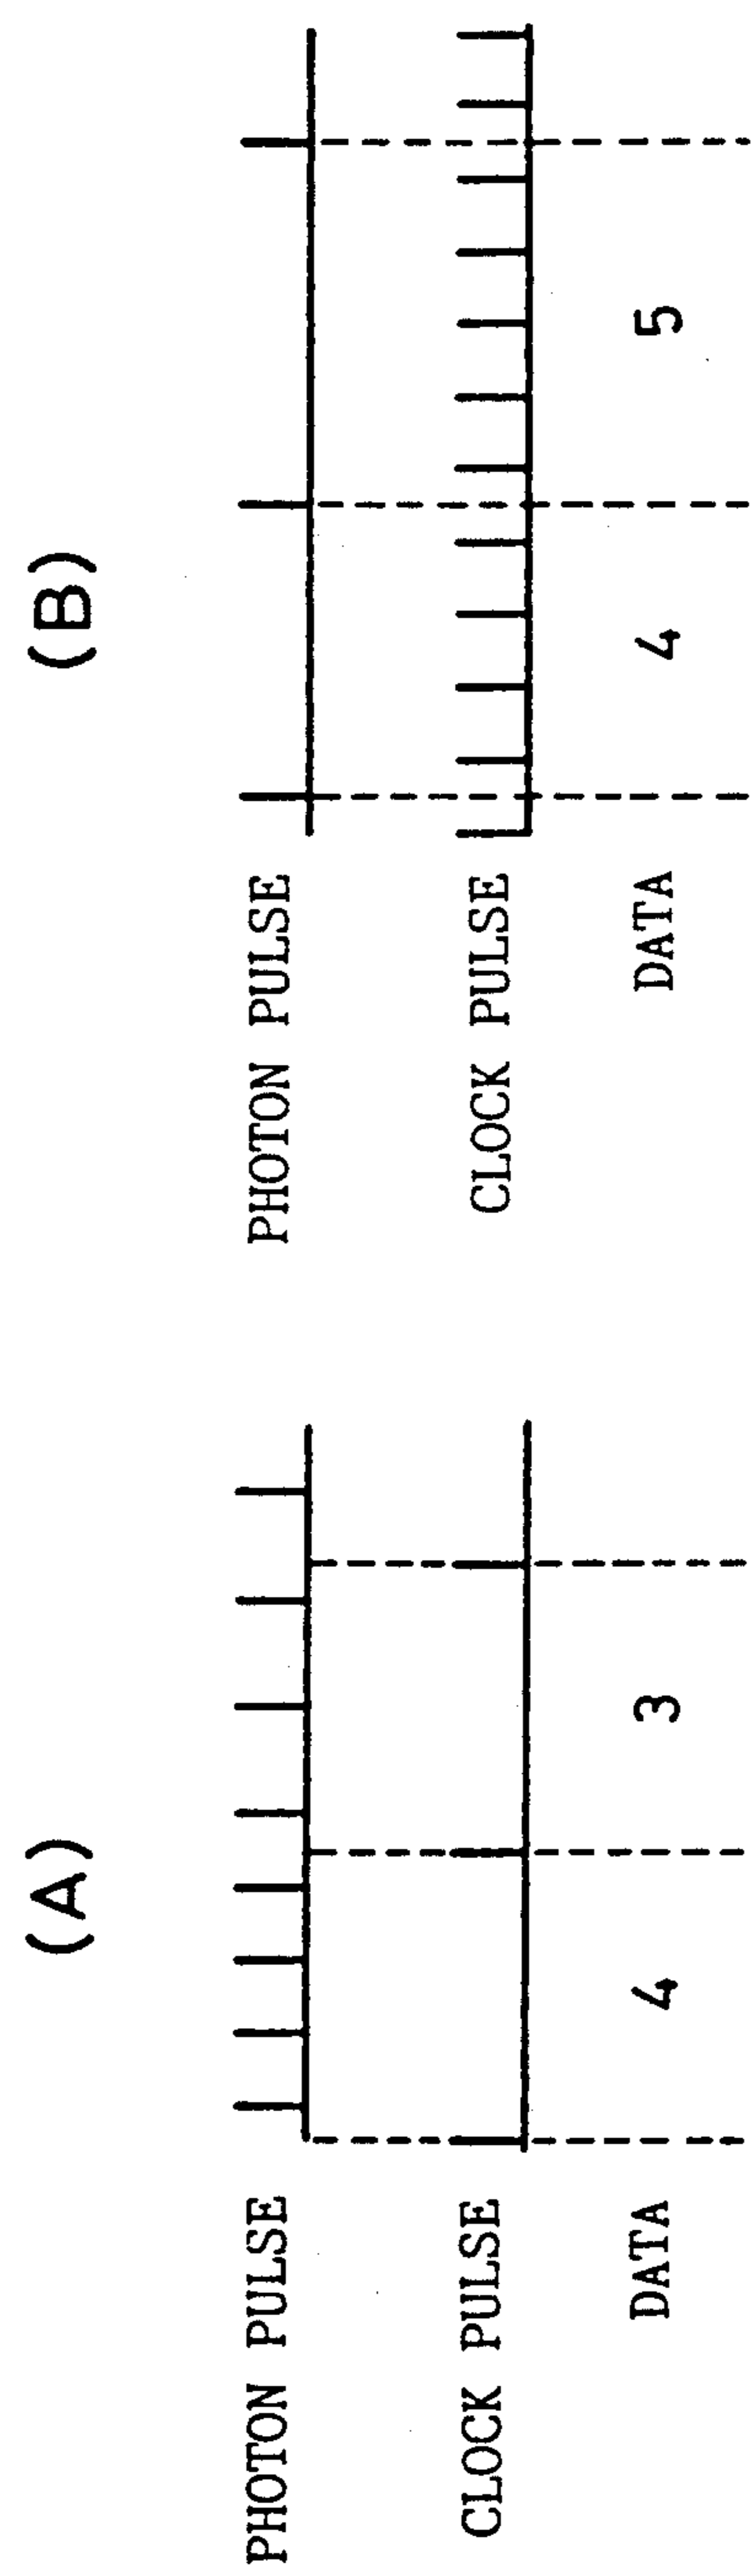 (A)
PHOTON PULSE
CLOCK PULSE
DATA
4
3
(B)
PHOTON PULSE
CLOCK PULSE
DATA
4
5